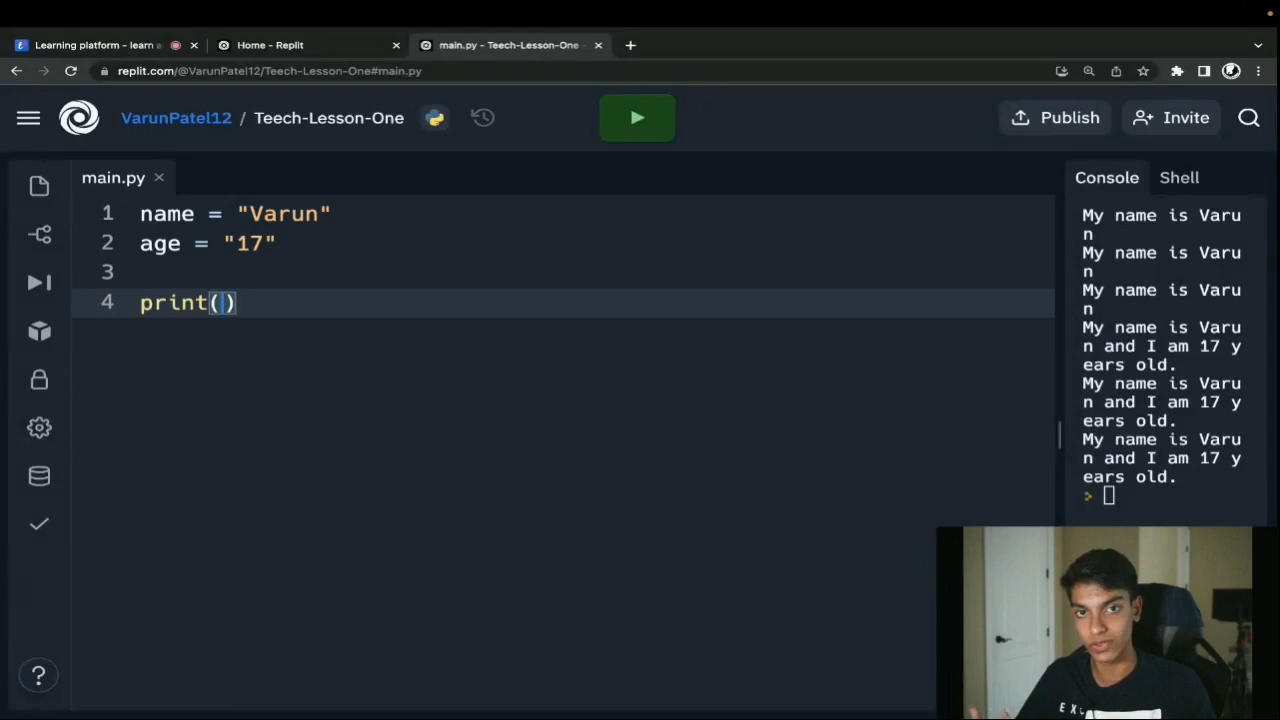 Learning platform - learn a
Home - Replit
main.py - Teech-Lesson-One
replit.com/@VarunPatel12/Teech-Lesson-One#main.py
VarunPatel12 / Teech-Lesson-One
Publish
Invite
main.py
1 name = "Varun"
2 age = "17"
3
4 print()
Console Shell
My name is Varu
n
My name is Varu
n
My name is Varu
n
My name is Varu
n and I am 17 y
ears old.
My name is Varu
n and I am 17 y
ears old.
My name is Varu
n and I am 17 y
ears old.
>
?